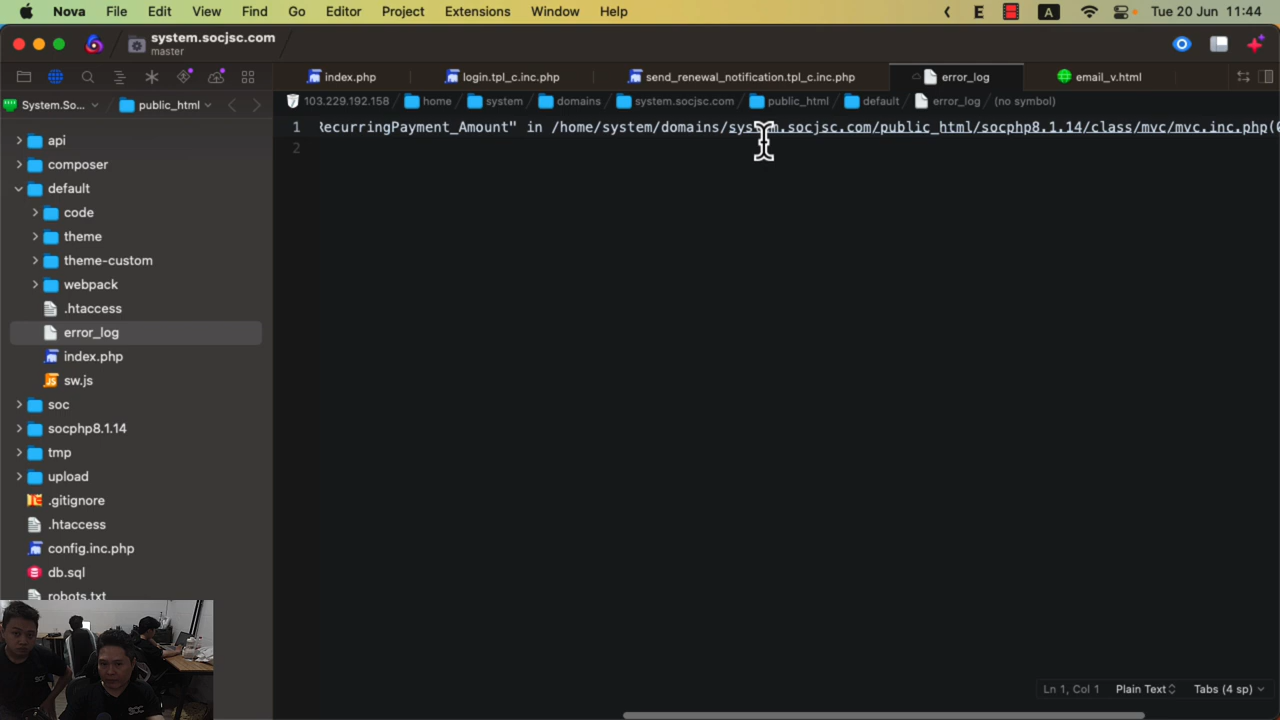 Nova File Edit View Find Go Editor Project Extensions Window Help E A Tue 20 Jun 11:44
system.socjsc.com
master
index.php login.tpl_c.inc.php send_renewal_notification.tpl_c.inc.php error_log email_v.html
System.So... public_html 103.229.192.158 home system domains system.socjsc.com public_html default error_log (no symbol)
1 RecurringPayment_Amount" in /home/system/domains/system.socjsc.com/public_html/socphp8.1.14/class/mvc/mvc.inc.php(
2
api
composer
default
code
theme
theme-custom
webpack
.htaccess
error_log
index.php
JS sw.js
soc
socphp8.1.14
tmp
upload
.gitignore
.htaccess
config.inc.php
db.sql
robots.txt
SOC
Ln 1, Col 1 Plain Text Tabs (4 sp)